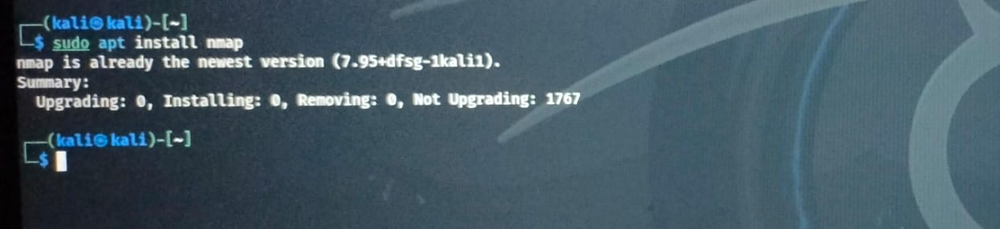 ┌──(kali㉿kali)-[~]
└─$ sudo apt install nmap
nmap is already the newest version (7.95+dfsg-1kali1).
Summary:
  Upgrading: 0, Installing: 0, Removing: 0, Not Upgrading: 1767
┌──(kali㉿kali)-[~]
└─$